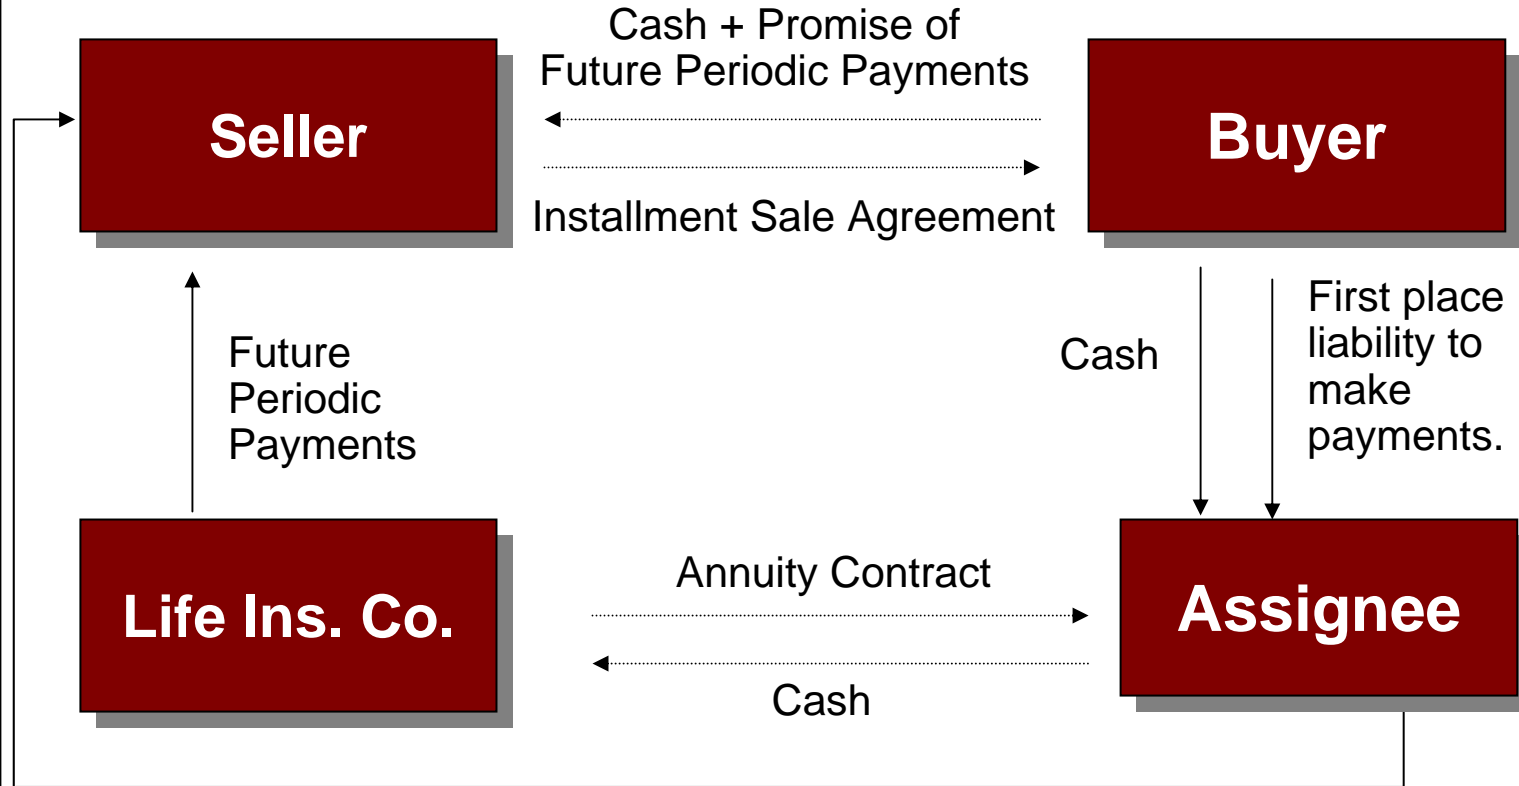 Cash + Promise of
Future Periodic Payments
Seller
Buyer
Installment Sale Agreement
Future
Periodic
Payments
Cash
First place
liability to
make
payments.
Life Ins. Co.
Annuity Contract
Cash
Assignee